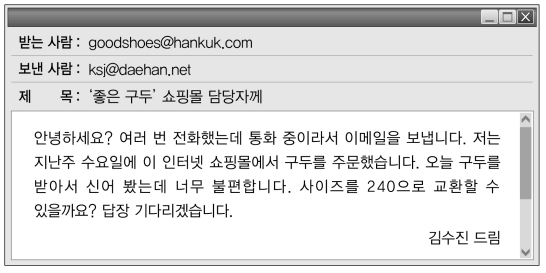 받는 사람 : goodshoes@hankuk.com
보낸 사람 : ksj@daehan.net
제 목 : ‘좋은 구두’ 쇼핑몰 담당자께
안녕하세요? 여러 번 전화했는데 통화 중이라서 이메일을 보냅니다. 저는
지난주 수요일에 이 인터넷 쇼핑몰에서 구두를 주문했습니다. 오늘 구두를
받아서 신어 봤는데 너무 불편합니다. 사이즈를 240으로 교환할 수
있을까요? 답장 기다리겠습니다.
김수진 드림